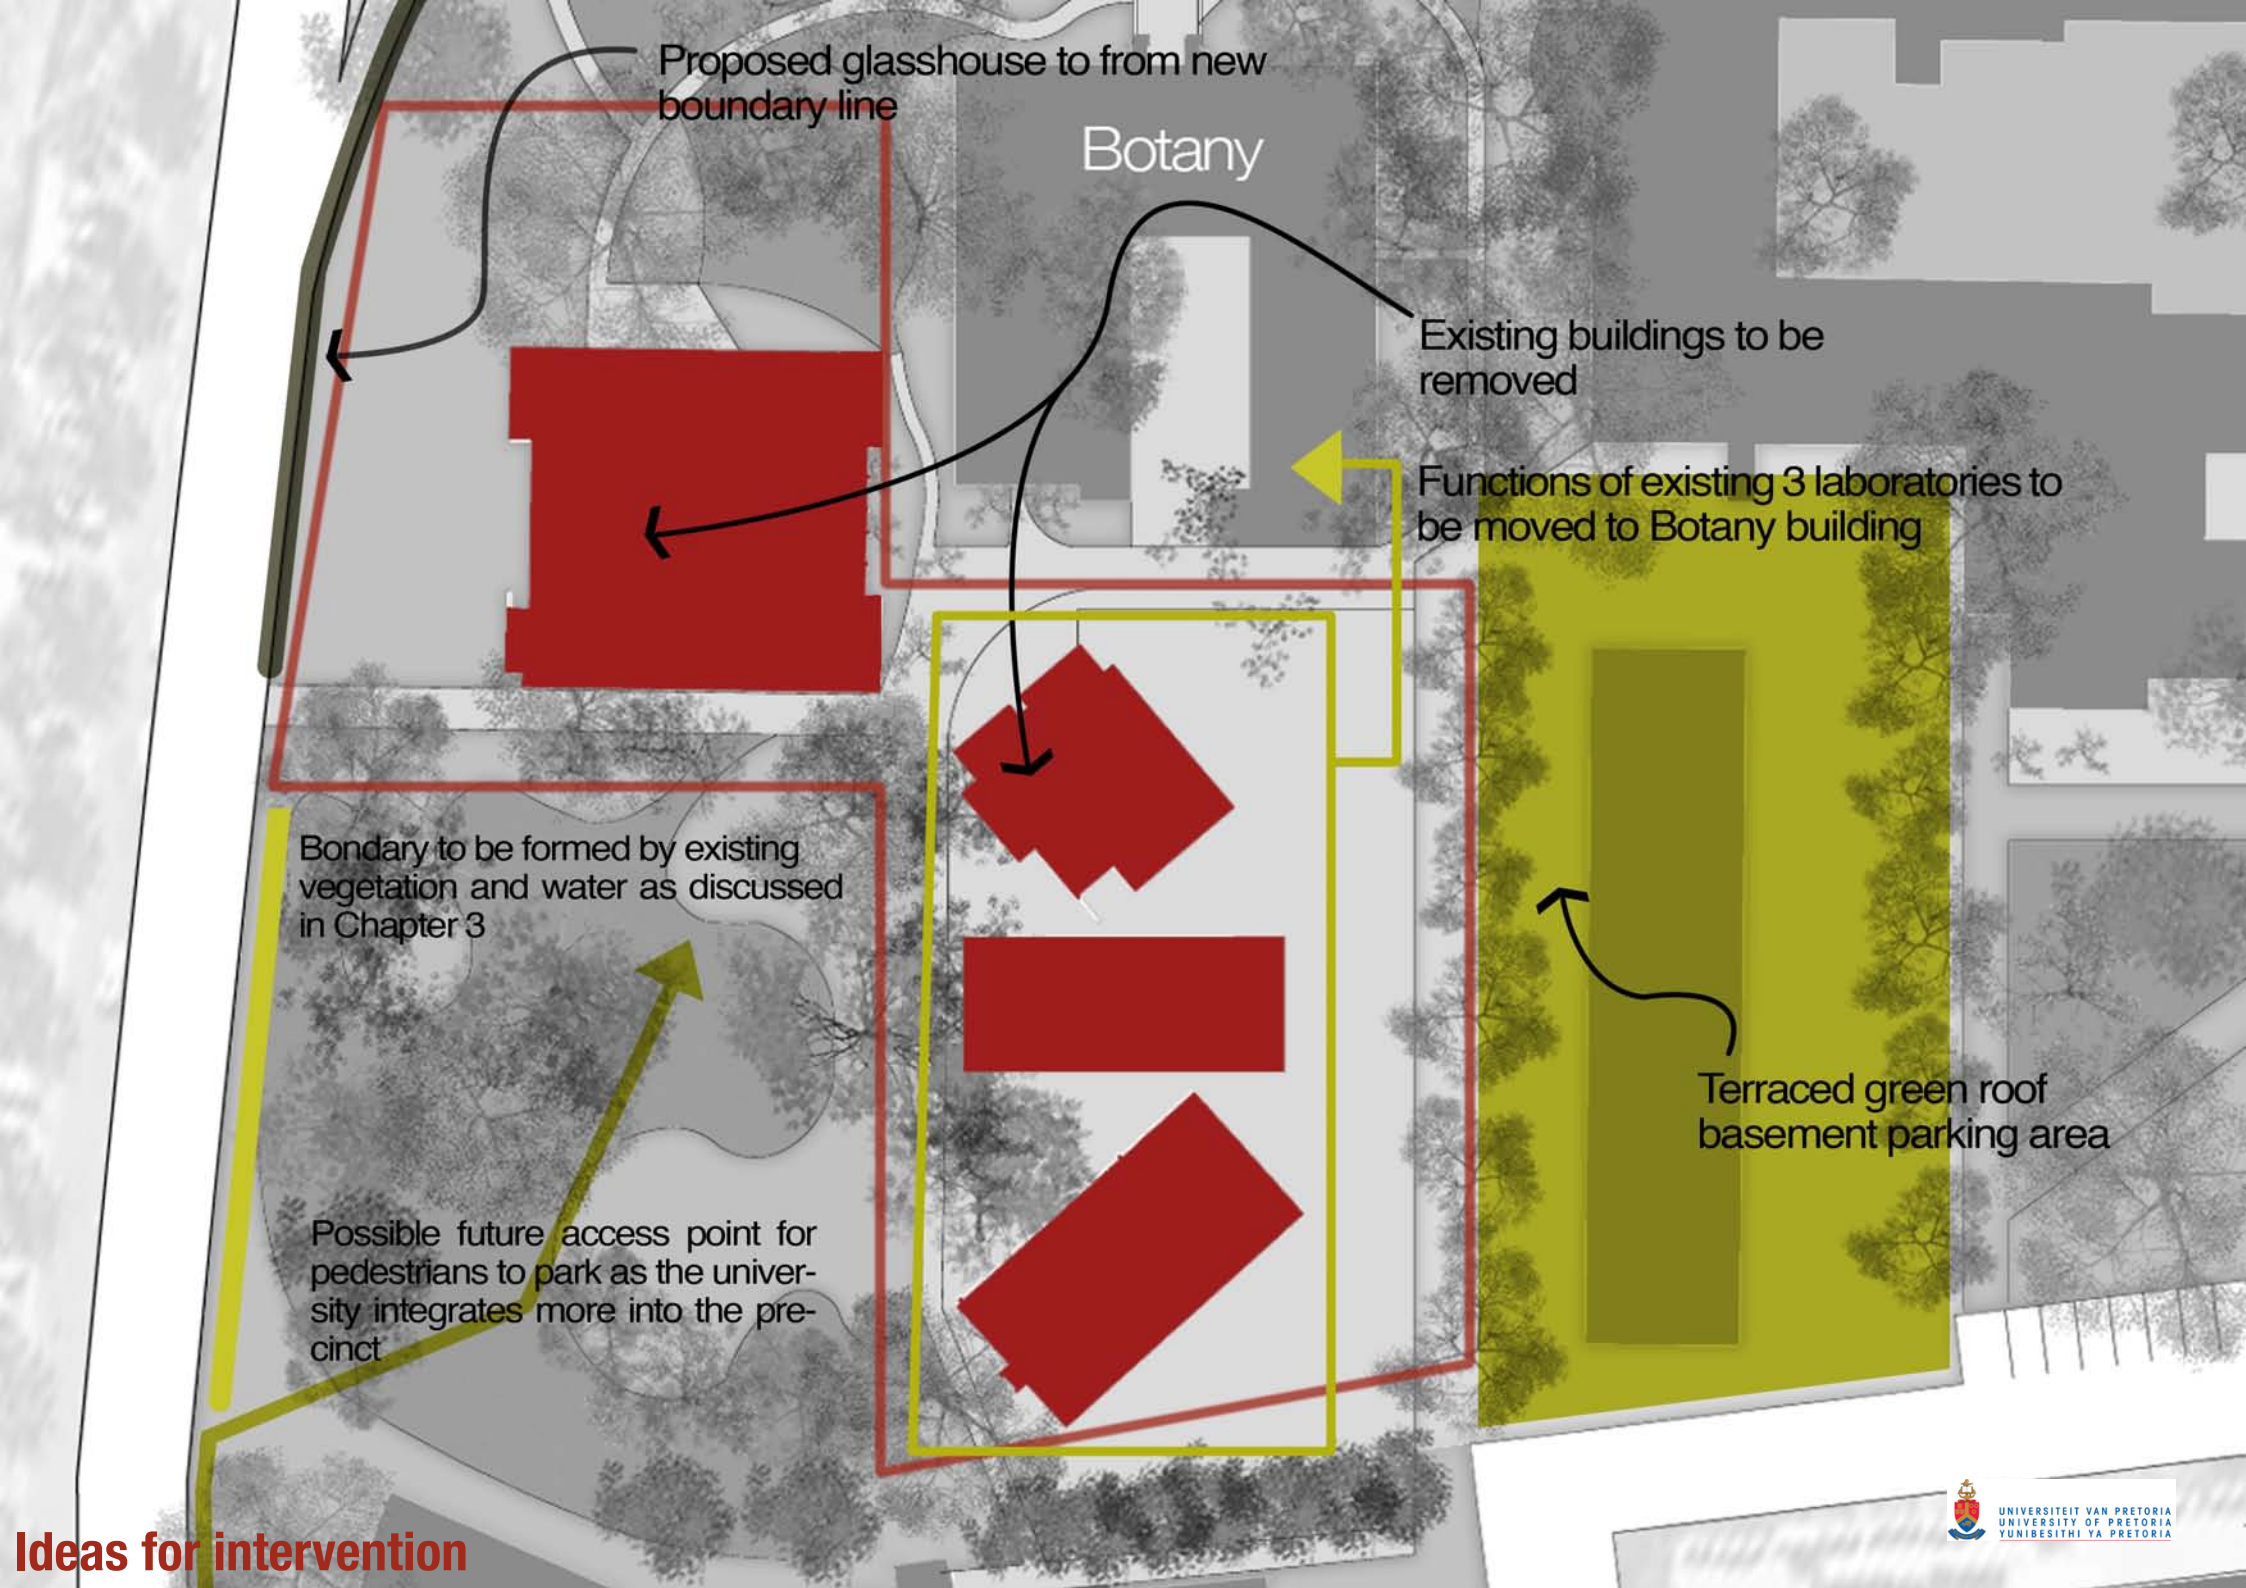 Proposed glasshouse to from new
boundary line
Botany
Existing buildings to be
removed
Functions of existing 3 laboratories to
be moved to Botany building
Bondary to be formed by existing
vegetation and water as discussed
in Chapter 3
Terraced green roof
basement parking area
Possible future access point for
pedestrians to park as the univer-
sity integrates more into the pre-
cinct
Ideas for intervention
UNIVERSITEIT VAN PRETORIA
UNIVERSITY OF PRETORIA
YUNIBESITHI YA PRETORIA